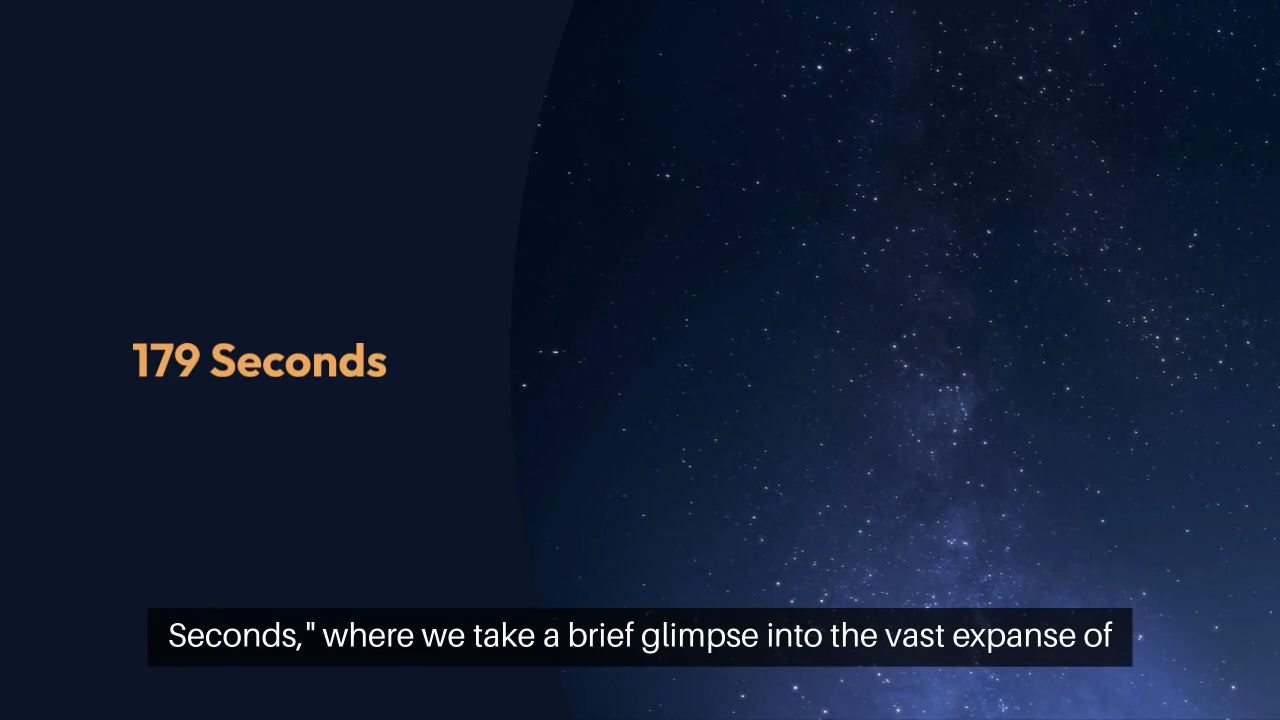 179 Seconds
Seconds," where we take a brief glimpse into the vast expanse of